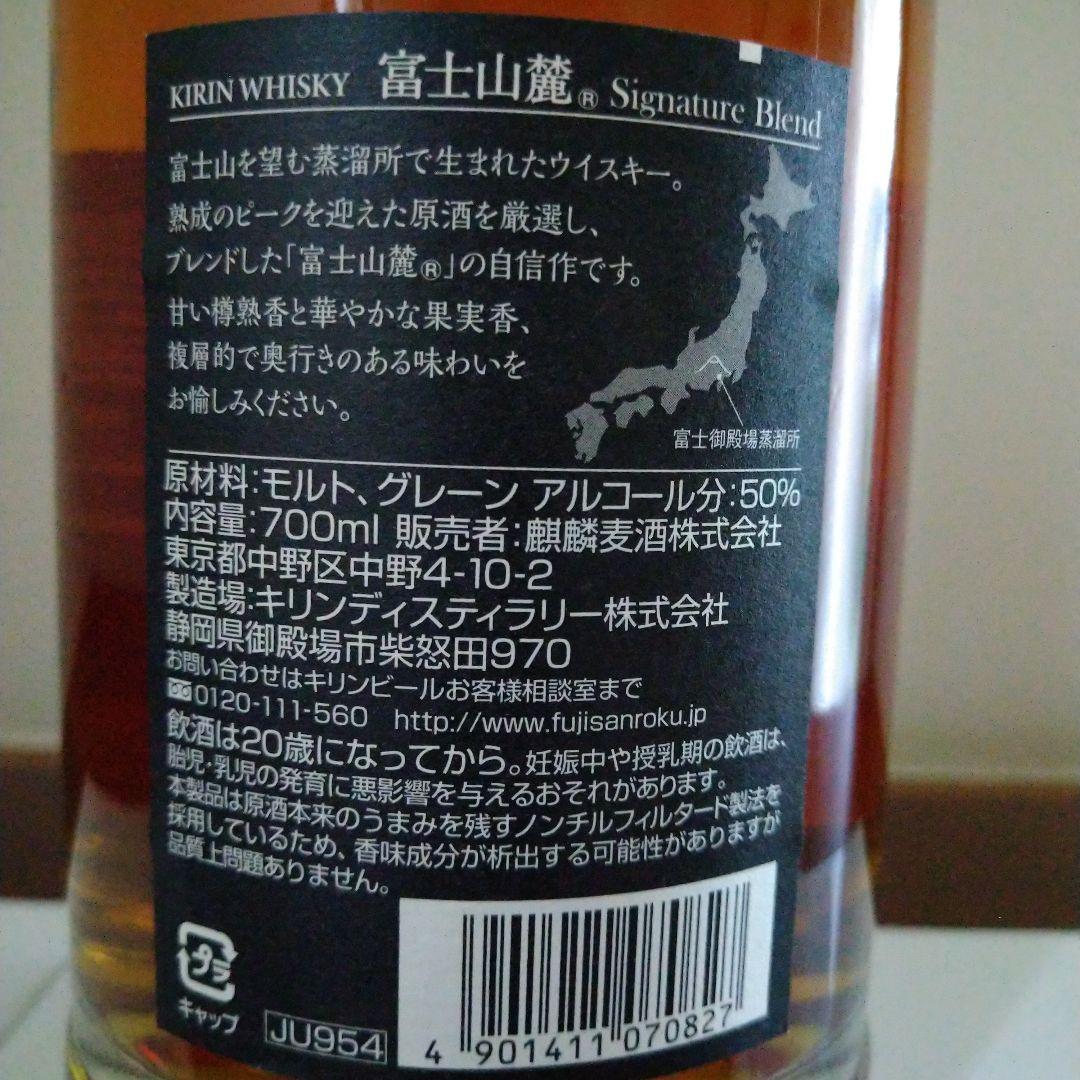 KIRIN WHISKY 富士山麓® Signature Blend
富士山を望む蒸溜所で生まれたウイスキー。
熟成のピークを迎えた原酒を厳選し、
ブレンドした「富士山麓®」の自信作です。
甘い樽熟香と華やかな果実香、
複層的で奥行きのある味わいを
お愉しみください。
富士御殿場蒸溜所
原材料:モルト、グレーン アルコール分:50%
内容量:700ml 販売者:麒麟麦酒株式会社
東京都中野区中野4-10-2
製造場:キリンディスティラリー株式会社
静岡県御殿場市柴怒田970
お問い合わせはキリンビールお客様相談室まで
0120-111-560 http://www.fujisanroku.jp
飲酒は20歳になってから。妊娠中や授乳期の飲酒は、
胎児・乳児の発育に悪影響を与えるおそれがあります。
本製品は原酒本来のうまみを残すノンチルフィルタード製法を
採用しているため、香味成分が析出する可能性がありますが
品質上問題ありません。
プラ
キャップ
JU954
4 901411 070827